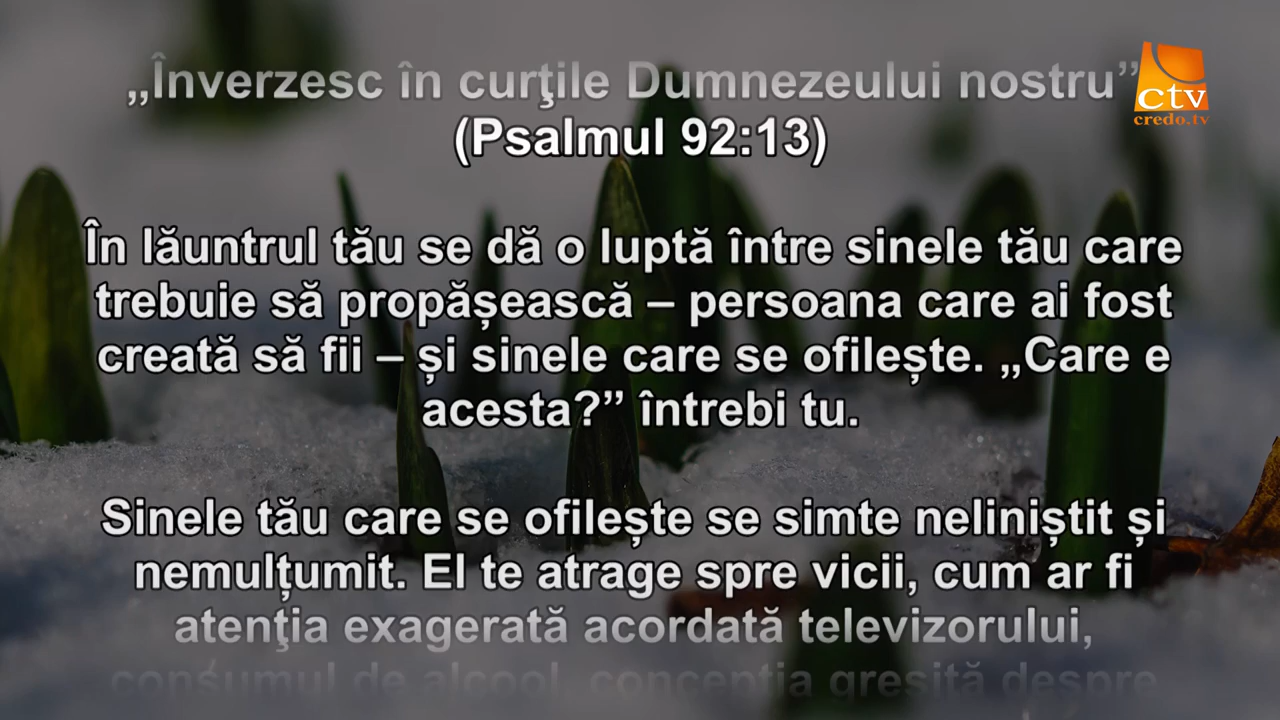 „Înverzesc în curţile Dumnezeului nostru”
(Psalmul 92:13)
În lăuntrul tău se dă o luptă între sinele tău care
trebuie să propășească – persoana care ai fost
creată să fii – și sinele care se ofilește. „Care e
acesta?” întrebi tu.
Sinele tău care se ofilește se simte neliniștit și
nemulțumit. El te atrage spre vicii, cum ar fi
atenţia exagerată acordată televizorului,
consumul de alcool, concepția greșită despre
ctv
credo.tv